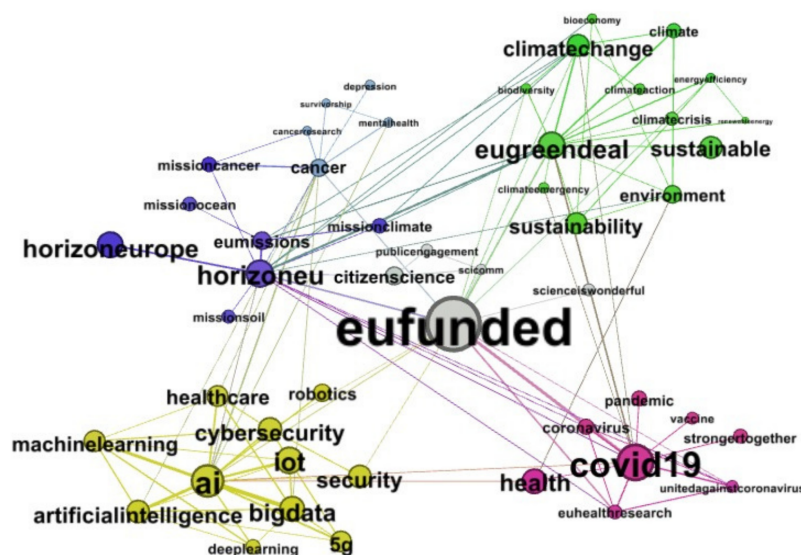 bioeconomy
climate
climatechange
depression
energyefficiency
survivorship
biodiversity
climateaction
mentalhealth
climatecrisis
renewableenergy
cancerresearch
eugreendeal
sustainable
missioncancer
cancer
climateemergency
environment
missionocean
missionclimate
sustainability
horizoneurope
eumissions
publicengagement
horizoneu
citizenscience
scicomm
scienceiswonderful
missionsoil
eufunded
healthcare
robotics
pandemic
cybersecurity
coronavirus
vaccine
machinelearning
strongertogether
iot
covid19
ai
security
health
unitedagainstcoronavirus
artificialintelligence
bigdata
euhealthresearch
deeplearning
5g